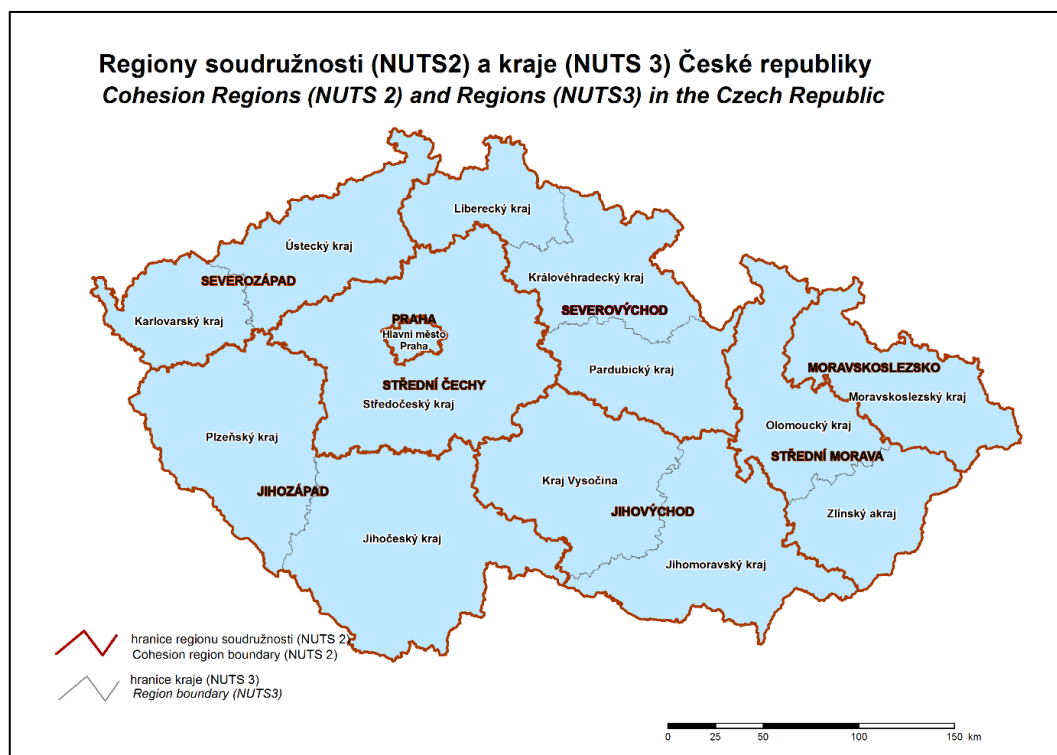 Regiony soudružnosti (NUTS2) a kraje (NUTS 3) České republiky
Cohesion Regions (NUTS 2) and Regions (NUTS3) in the Czech Republic
Liberecký kraj
Ústecký kraj
SEVEROZÁPAD
Karlovarský kraj
Královéhradecký kraj
SEVEROVÝCHOD
PRAHA
Hlavní město
Praha
STŘEDNÍ ČECHY
Středočeský kraj
Pardubický kraj
MORAVSKOSLEZSKO
Moravskoslezský kraj
Olomoucký kraj
STŘEDNÍ MORAVA
Plzeňský kraj
JIHOZÁPAD
Kraj Vysočina
JIHOVÝCHOD
Zlínský akraj
Jihočeský kraj
Jihomoravský kraj
hranice regionu soudružnosti (NUTS 2)
Cohesion region boundary (NUTS 2)
hranice kraje (NUTS 3)
Region boundary (NUTS3)
0 25 50 100 150 km